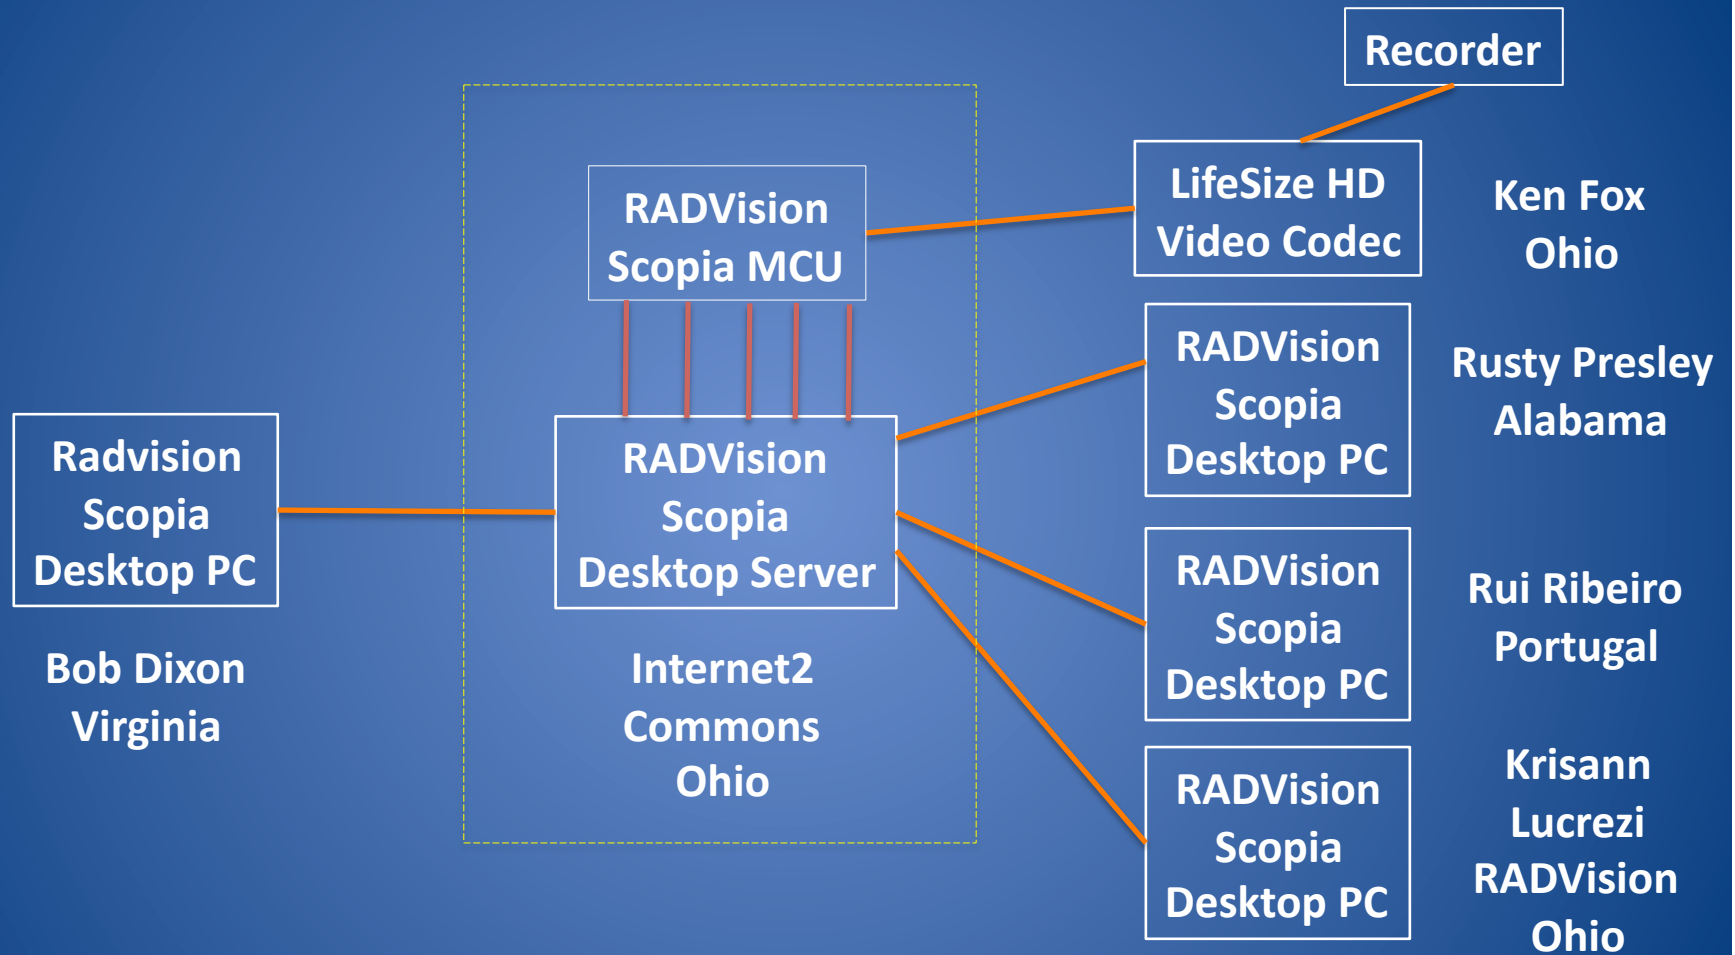 Recorder
LifeSize HD
Video Codec
Ken Fox
Ohio
RADVision
Scopia MCU
RADVision
Scopia
Desktop PC
Rusty Presley
Alabama
Radvision
Scopia
Desktop PC
Bob Dixon
Virginia
RADVision
Scopia
Desktop Server
Internet2
Commons
Ohio
RADVision
Scopia
Desktop PC
Rui Ribeiro
Portugal
RADVision
Scopia
Desktop PC
Krisann
Lucrezi
RADVision
Ohio